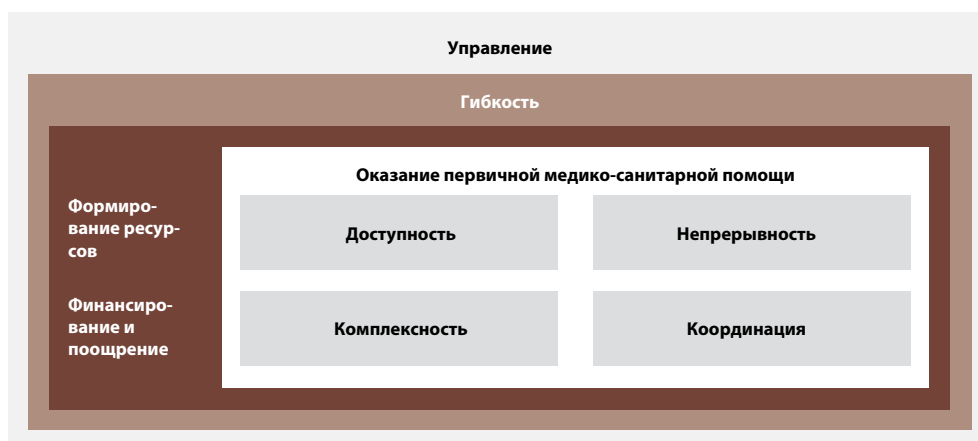 Управление
Гибкость
Оказание первичной медико-санитарной помощи
Формиро-
вание ресур-
сов
Доступность
Непрерывность
Финансиро-
вание и
поощрение
Комплексность
Координация